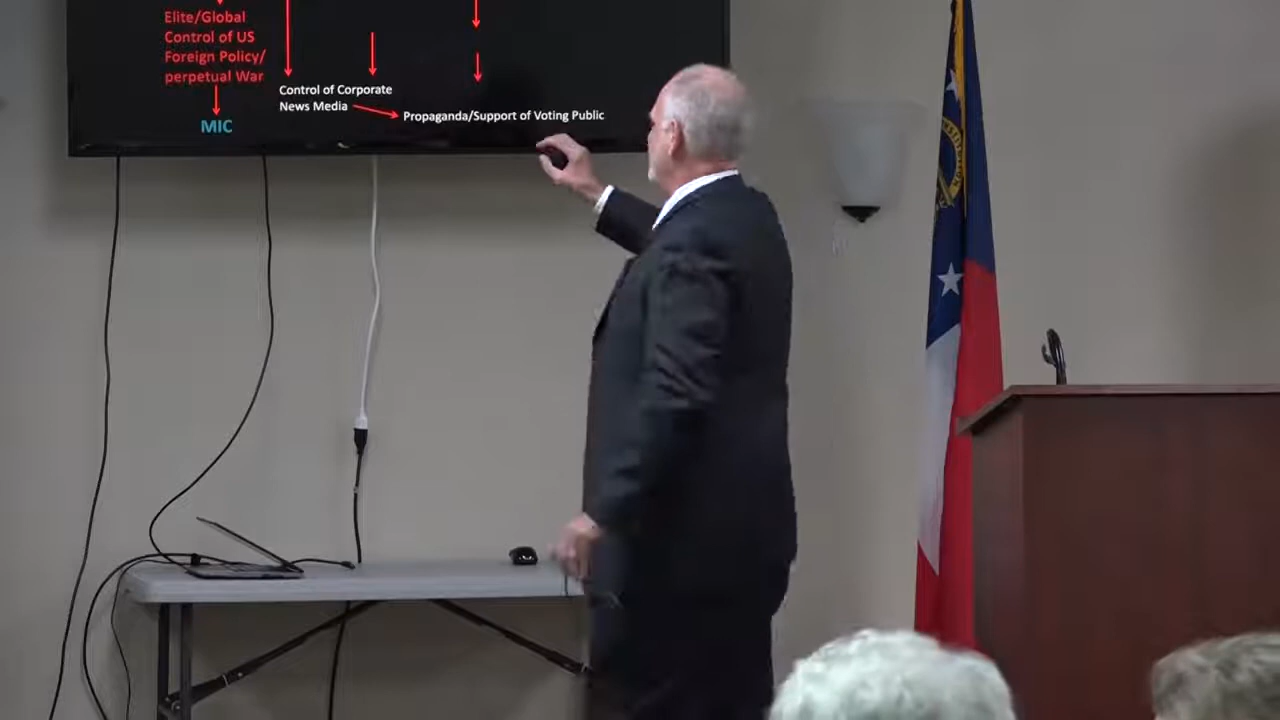 Elite/Global
Control of US
Foreign Policy/
perpetual War
MIC
Control of Corporate
News Media
Propaganda/Support of Voting Public